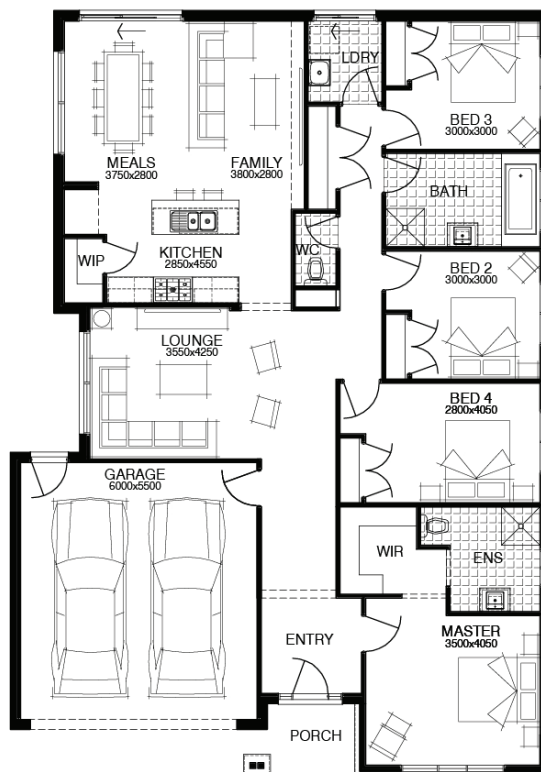 LDRY
BED 3
3000x3000
MEALS
3750x2800
FAMILY
3800x2800
BATH
WIP
KITCHEN
2850x4550
WC
BED 2
3000x3000
LOUNGE
3550x4250
BED 4
2800x4050
GARAGE
6000x5500
WIR
ENS
ENTRY
MASTER
3500x4050
PORCH